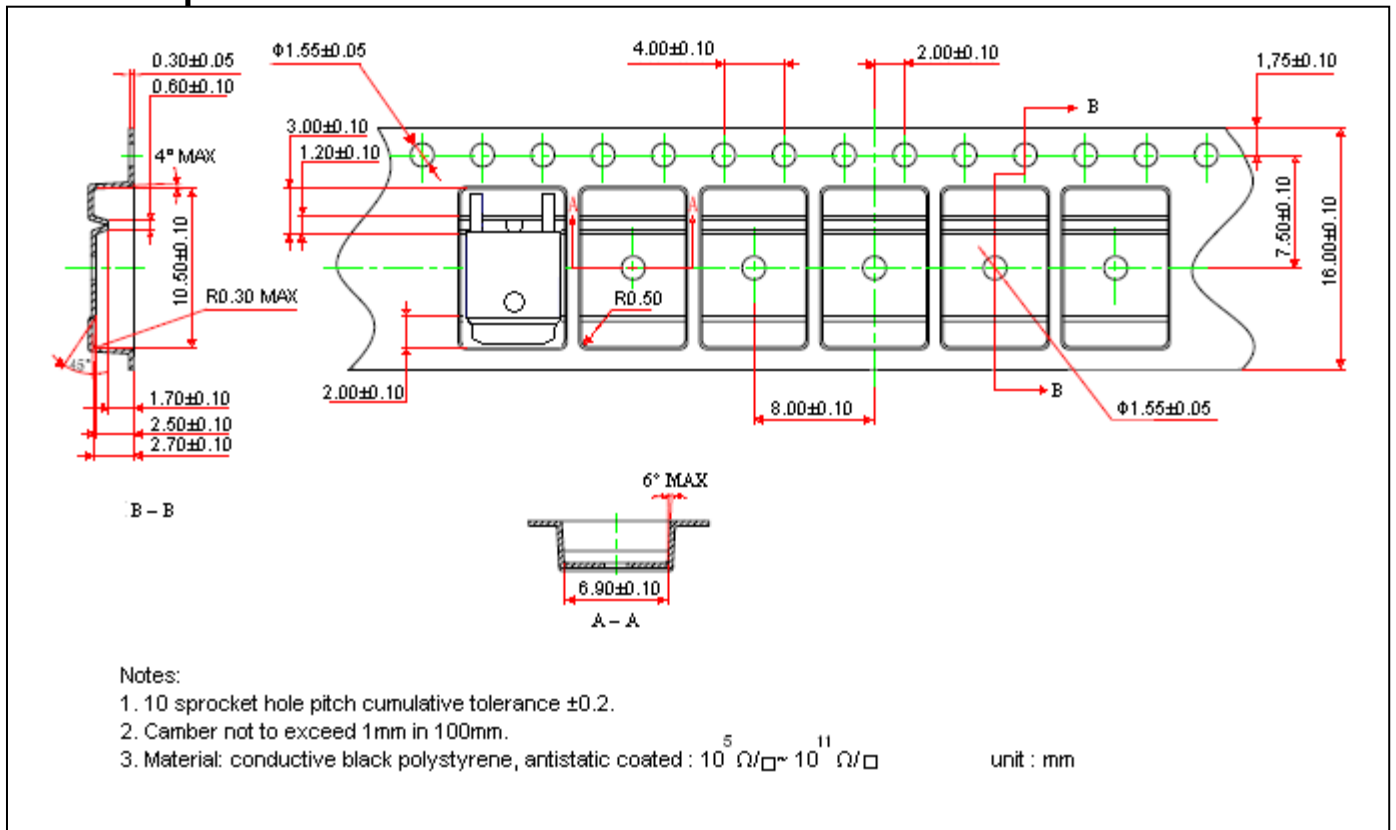 0.30±0.05
0.60±0.10
Φ1.55±0.05
4.00±0.10
2.00±0.10
1,75±0.10
B
3.00±0.10
1.20±0.10
4° MAX
10.50±0.10
A
A
7.50±0.10
16.00±0.10
R0.30 MAX
R0.50
45°
2.00±0.10
1.70±0.10
2.50±0.10
2.70±0.10
8.00±0.10
B
Φ1.55±0.05
B – B
6° MAX
6.90±0.10
A – A
Notes:
1. 10 sprocket hole pitch cumulative tolerance ±0.2.
2. Camber not to exceed 1mm in 100mm.
3. Material: conductive black polystyrene, antistatic coated : 10⁵ Ω/□~ 10¹¹ Ω/□ unit : mm